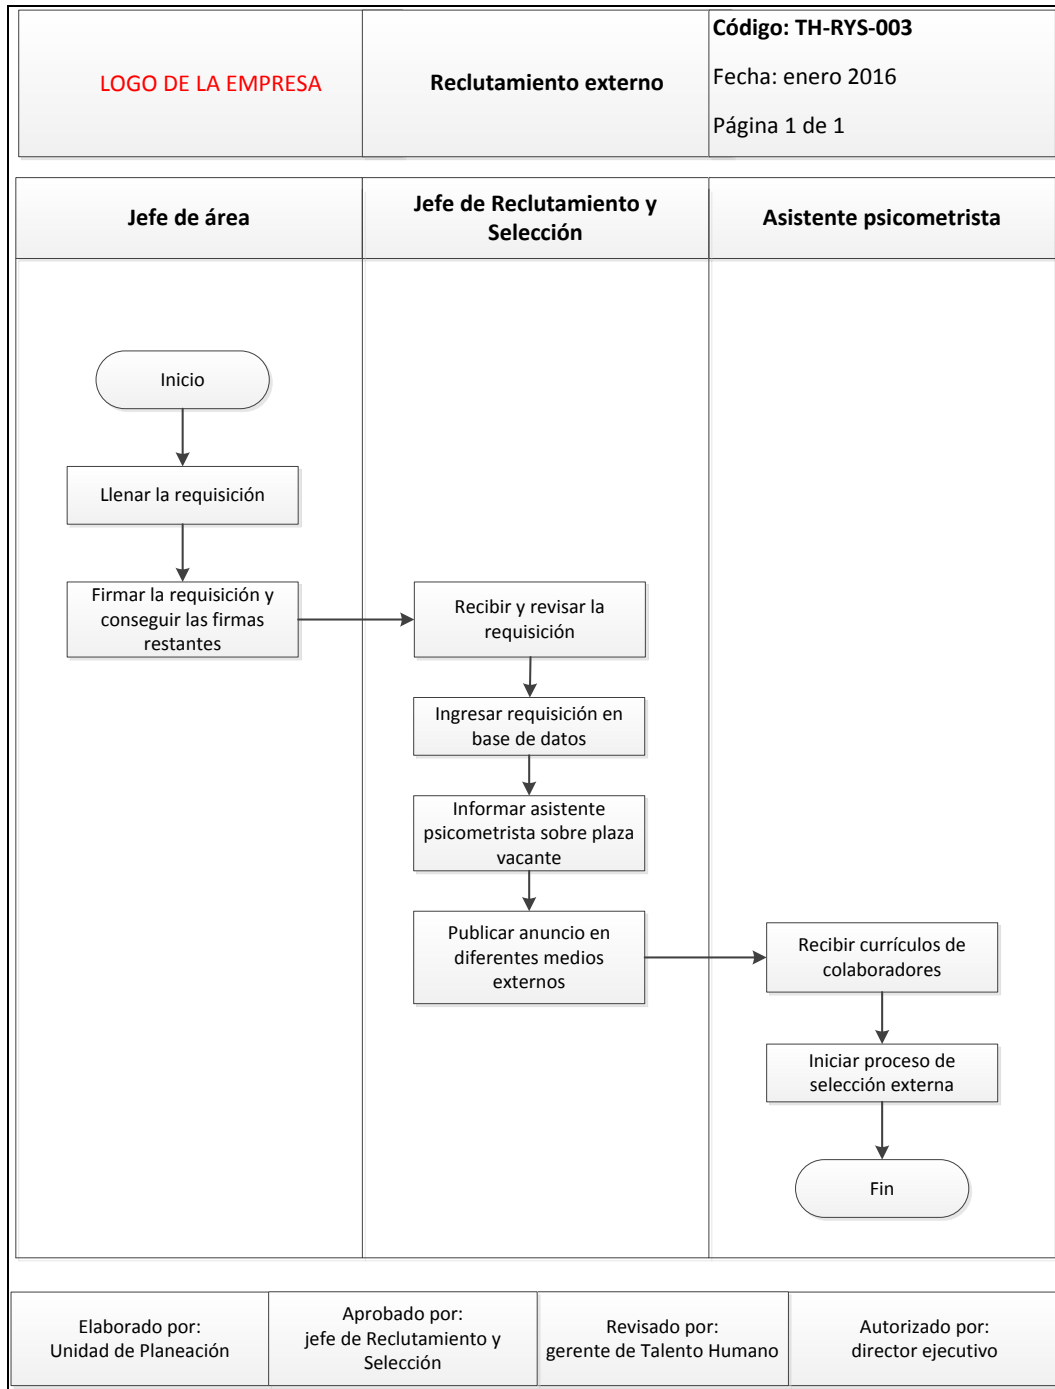 LOGO DE LA EMPRESA
Reclutamiento externo
Código: TH-RYS-003
Fecha: enero 2016
Página 1 de 1
Jefe de área
Jefe de Reclutamiento y
Selección
Asistente psicometrista
Inicio
Llenar la requisición
Firmar la requisición y
conseguir las firmas
restantes
Recibir y revisar la
requisición
Ingresar requisición en
base de datos
Informar asistente
psicometrista sobre plaza
vacante
Publicar anuncio en
diferentes medios
externos
Recibir currículos de
colaboradores
Iniciar proceso de
selección externa
Fin
Elaborado por:
Unidad de Planeación
Aprobado por:
jefe de Reclutamiento y
Selección
Revisado por:
gerente de Talento Humano
Autorizado por:
director ejecutivo